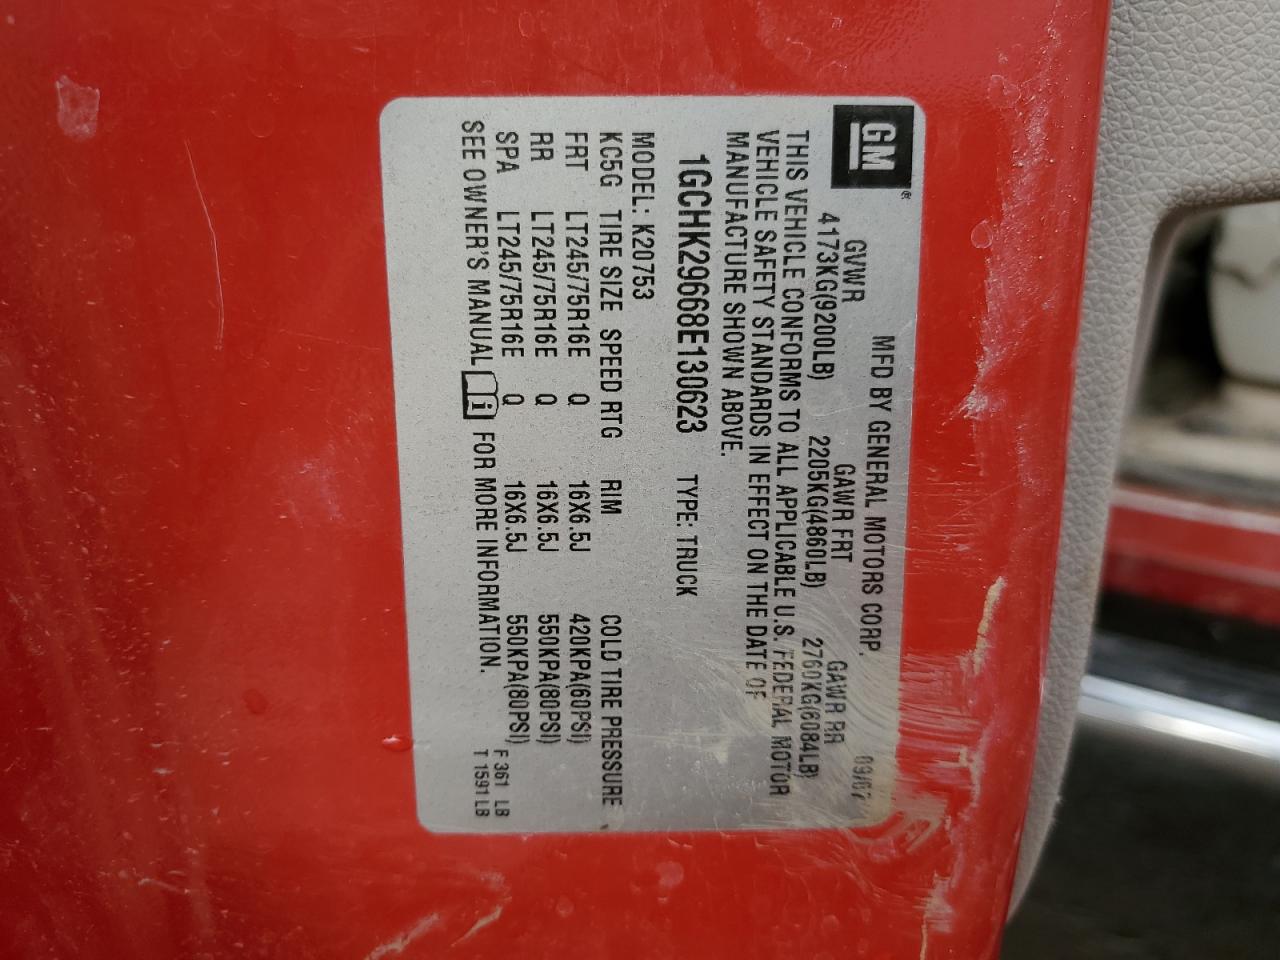 GM®
MFD BY GENERAL MOTORS CORP. 09/07
GVWR GAWR FRT GAWR RR
4173KG(9200LB) 2205KG(4860LB) 2760KG(6084LB)
THIS VEHICLE CONFORMS TO ALL APPLICABLE U.S. FEDERAL MOTOR
VEHICLE SAFETY STANDARDS IN EFFECT ON THE DATE OF
MANUFACTURE SHOWN ABOVE.
1GCHK29668E130623 TYPE: TRUCK
MODEL: K20753
KC5G TIRE SIZE SPEED RTG RIM COLD TIRE PRESSURE
FRT LT245/75R16E Q 16X6.5J 420KPA(60PSI)
RR LT245/75R16E Q 16X6.5J 550KPA(80PSI)
SPA LT245/75R16E Q 16X6.5J 550KPA(80PSI)
SEE OWNER'S MANUAL i FOR MORE INFORMATION.
F 361 LB
T 1591 LB